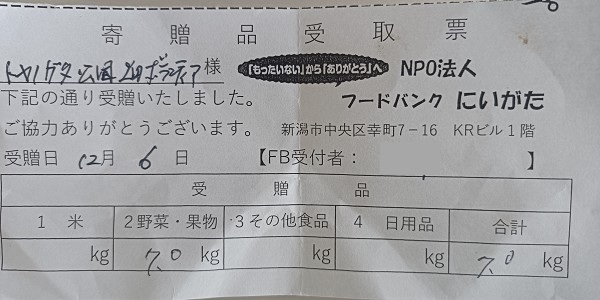 寄贈品受取票
トヤノガタ公園 ボランティア 様
「もったいない」から「ありがとう」へ NPO法人
下記の通り受贈いたしました。 フードバンク にいがた
ご協力ありがとうございます。 新潟市中央区幸町7－16 KRビル1階
受贈日 12月 6日 【FB受付者： 】
受 贈 品
1 米 2野菜・果物 3その他食品 4 日用品 合計
kg 7.0 kg kg kg 7.0 kg